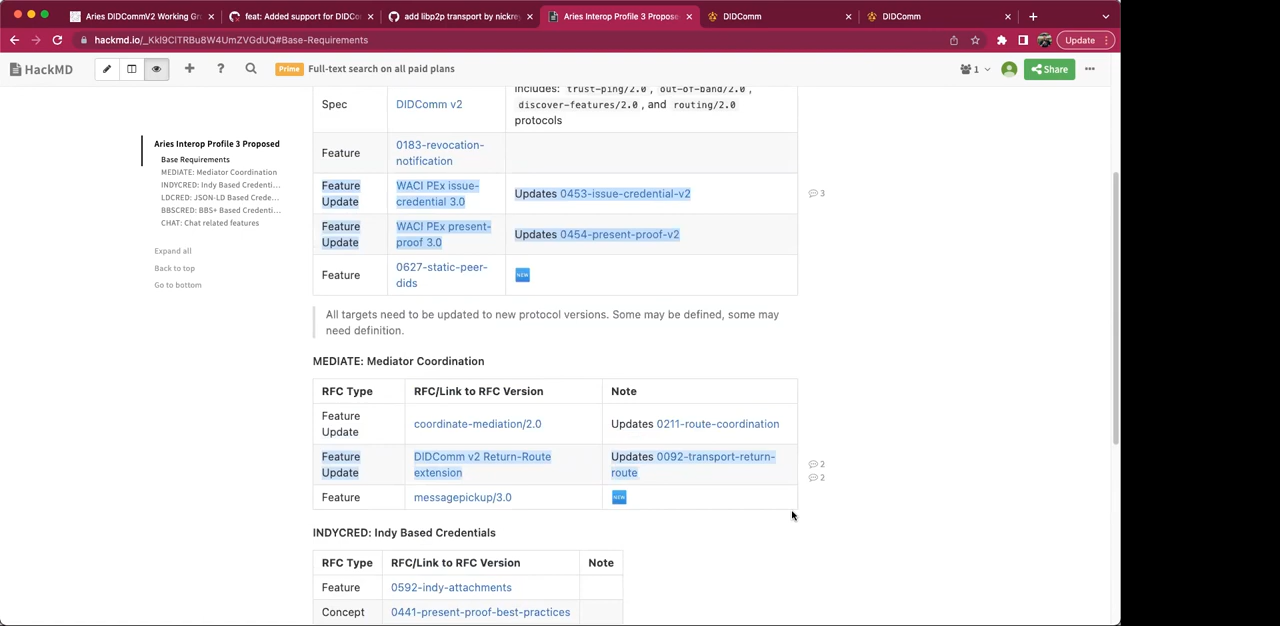 Aries DIDCommV2 Working Gr
feat: Added support for DIDCo
add libp2p transport by nickrey
Aries Interop Profile 3 Propose
DIDComm
DIDComm
hackmd.io/_Kkl9ClTRBu8W4UmZVGdUQ#Base-Requirements
Update
HackMD
Prime
Full-text search on all paid plans
1
Share
Aries Interop Profile 3 Proposed
Base Requirements
MEDIATE: Mediator Coordination
INDYCRED: Indy Based Credenti...
LDCRED: JSON-LD Based Crede...
BBSCRED: BBS+ Based Credenti...
CHAT: Chat related features
Expand all
Back to top
Go to bottom
Spec
DIDComm v2
includes: trust-ping/2.0, out-of-band/2.0,
discover-features/2.0, and routing/2.0
protocols
Feature
0183-revocation-
notification
Feature
Update
WACI PEx issue-
credential 3.0
Updates 0453-issue-credential-v2
3
Feature
Update
WACI PEx present-
proof 3.0
Updates 0454-present-proof-v2
Feature
0627-static-peer-
dids
NEW
All targets need to be updated to new protocol versions. Some may be defined, some may
need definition.
MEDIATE: Mediator Coordination
RFC Type
RFC/Link to RFC Version
Note
Feature
Update
coordinate-mediation/2.0
Updates 0211-route-coordination
Feature
Update
DIDComm v2 Return-Route
extension
Updates 0092-transport-return-
route
2
2
Feature
messagepickup/3.0
NEW
INDYCRED: Indy Based Credentials
RFC Type
RFC/Link to RFC Version
Note
Feature
0592-indy-attachments
Concept
0441-present-proof-best-practices